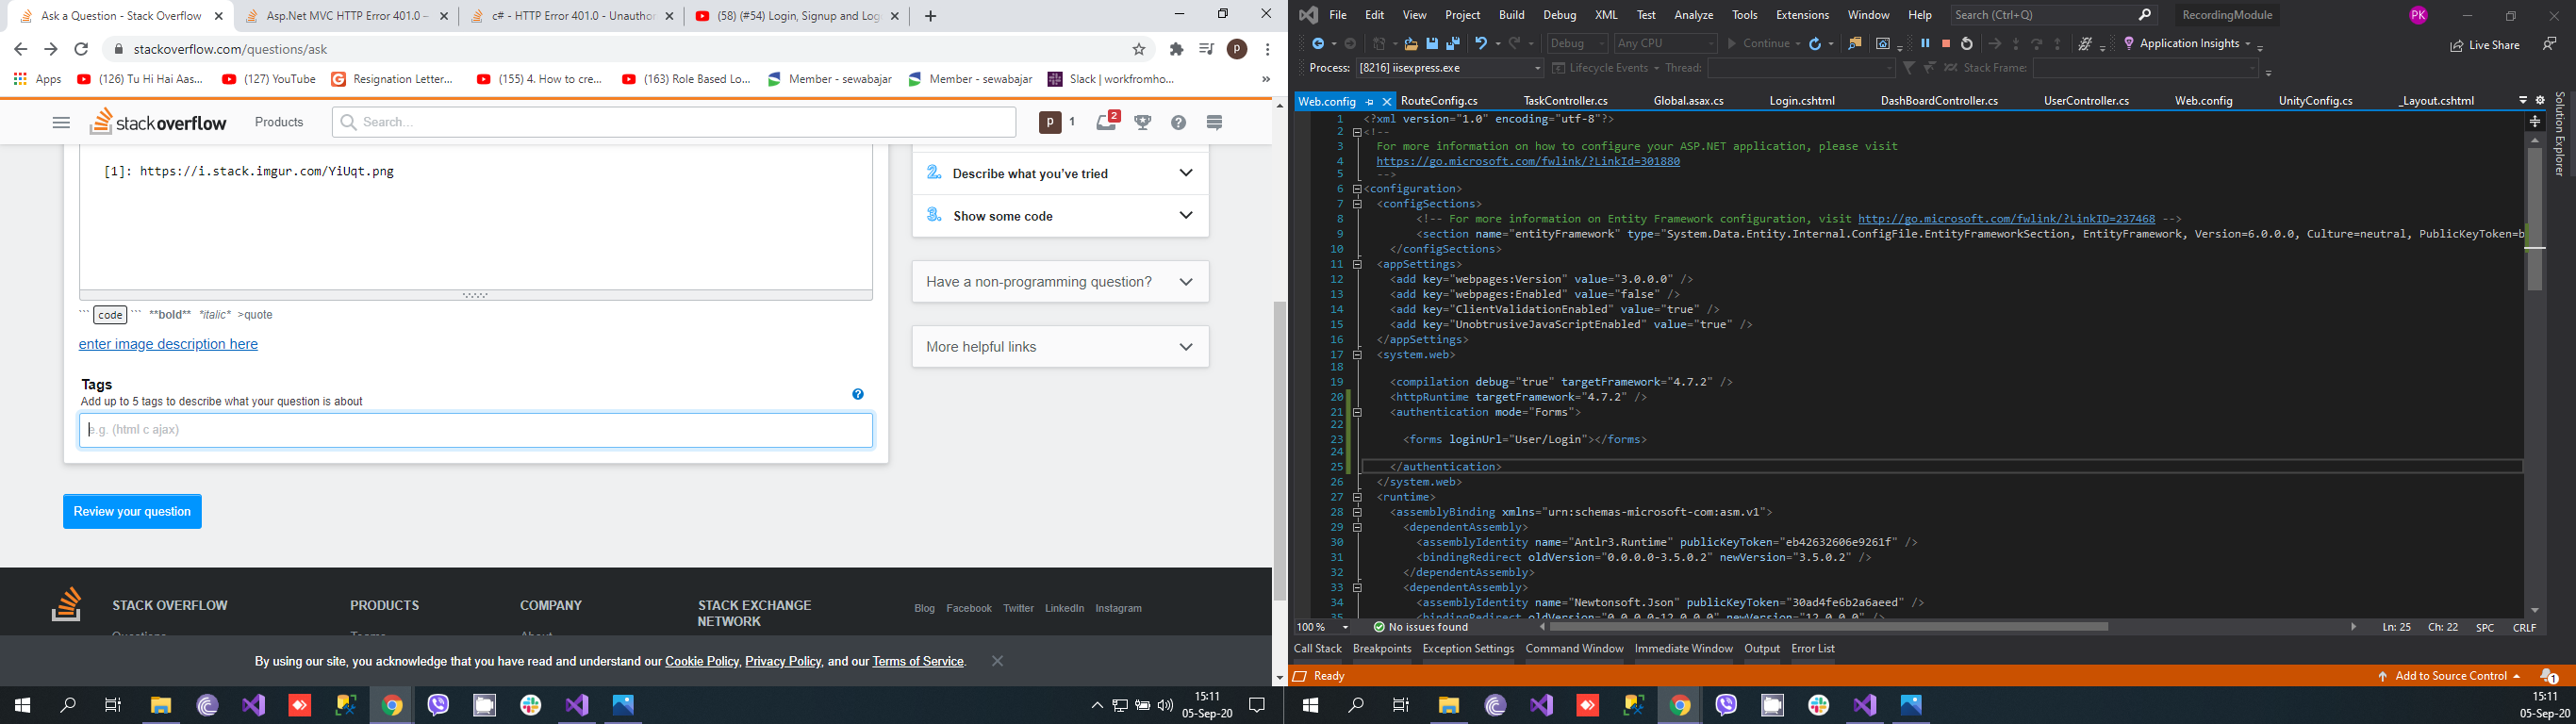 Ask a Question - Stack Overflow
Asp.Net MVC HTTP Error 401.0 –
c# - HTTP Error 401.0 - Unauthor
(58) (#54) Login, Signup and Log
stackoverflow.com/questions/ask
p
Apps
(126) Tu Hi Hai Aas...
(127) YouTube
Resignation Letter...
(155) 4. How to cre...
(163) Role Based Lo...
Member - sewabajar
Member - sewabajar
Slack | workfromho...
»
stackoverflow
Products
Search...
p
1
2
[1]: https://i.stack.imgur.com/YiUqt.png
2. Describe what you've tried
3. Show some code
Have a non-programming question?
More helpful links
``` code ``` **bold** *italic* >quote
enter image description here
Tags
Add up to 5 tags to describe what your question is about
e.g. (html c ajax)
Review your question
STACK OVERFLOW
PRODUCTS
COMPANY
STACK EXCHANGE
NETWORK
Blog Facebook Twitter LinkedIn Instagram
By using our site, you acknowledge that you have read and understand our Cookie Policy, Privacy Policy, and our Terms of Service.
15:11
05-Sep-20
File Edit View Project Build Debug XML Test Analyze Tools Extensions Window Help
Search (Ctrl+Q)
RecordingModule
PK
Debug
Any CPU
Continue
Application Insights
Live Share
Process: [8216] iisexpress.exe
Lifecycle Events
Thread:
Stack Frame:
Web.config
RouteConfig.cs
TaskController.cs
Global.asax.cs
Login.cshtml
DashBoardController.cs
UserController.cs
Web.config
UnityConfig.cs
_Layout.cshtml
Solution Explorer
1 <?xml version="1.0" encoding="utf-8"?>
2 <!--
3 For more information on how to configure your ASP.NET application, please visit
4 https://go.microsoft.com/fwlink/?LinkId=301880
5 -->
6 <configuration>
7 <configSections>
8 <!-- For more information on Entity Framework configuration, visit http://go.microsoft.com/fwlink/?LinkID=237468 -->
9 <section name="entityFramework" type="System.Data.Entity.Internal.ConfigFile.EntityFrameworkSection, EntityFramework, Version=6.0.0.0, Culture=neutral, PublicKeyToken=b
10 </configSections>
11 <appSettings>
12 <add key="webpages:Version" value="3.0.0.0" />
13 <add key="webpages:Enabled" value="false" />
14 <add key="ClientValidationEnabled" value="true" />
15 <add key="UnobtrusiveJavaScriptEnabled" value="true" />
16 </appSettings>
17 <system.web>
18
19 <compilation debug="true" targetFramework="4.7.2" />
20 <httpRuntime targetFramework="4.7.2" />
21 <authentication mode="Forms">
22
23 <forms loginUrl="User/Login"></forms>
24
25 </authentication>
26 </system.web>
27 <runtime>
28 <assemblyBinding xmlns="urn:schemas-microsoft-com:asm.v1">
29 <dependentAssembly>
30 <assemblyIdentity name="Antlr3.Runtime" publicKeyToken="eb42632606e9261f" />
31 <bindingRedirect oldVersion="0.0.0.0-3.5.0.2" newVersion="3.5.0.2" />
32 </dependentAssembly>
33 <dependentAssembly>
34 <assemblyIdentity name="Newtonsoft.Json" publicKeyToken="30ad4fe6b2a6aeed" />
35 <bindingRedirect oldVersion="0.0.0.0-12.0.0.0" newVersion="12.0.0.0" />
100 %
No issues found
Ln: 25 Ch: 22 SPC CRLF
Call Stack Breakpoints Exception Settings Command Window Immediate Window Output Error List
Ready
Add to Source Control
1
15:11
05-Sep-20